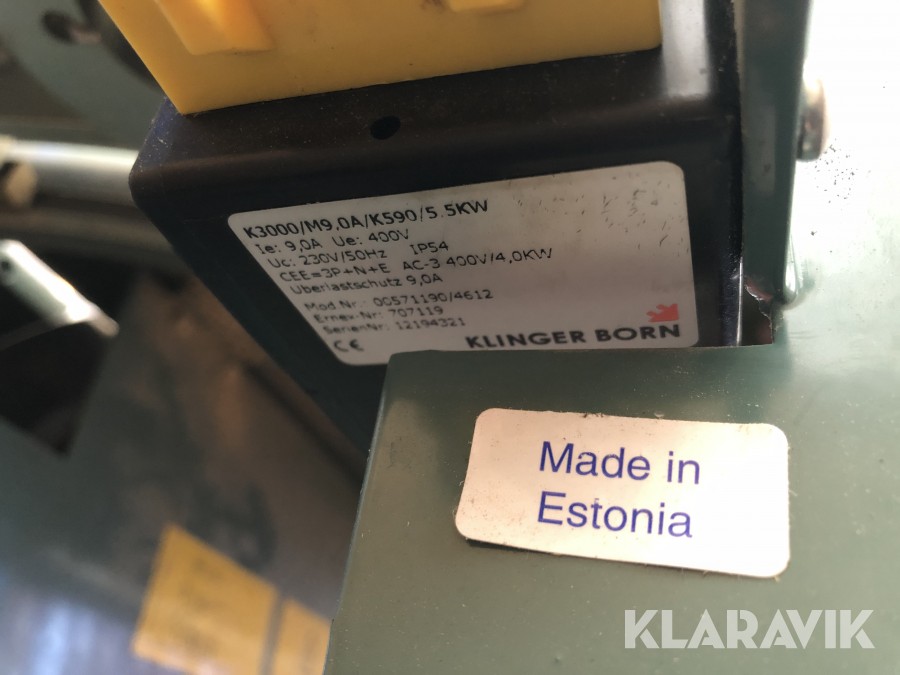 K3000/M9,0A/K590/5.5KW
Ie: 9,0A Ue: 400V
Uc: 230V/50Hz IP54
CEE=3P+N+E AC-3 400V/4,0KW
Überlastschutz 9,0A
Mod Nr.: 00571190/4612
Ernex-Nr: 707119
SerienNr: 12194321
CE
KLINGER BORN
Made in
Estonia
KLARAVIK